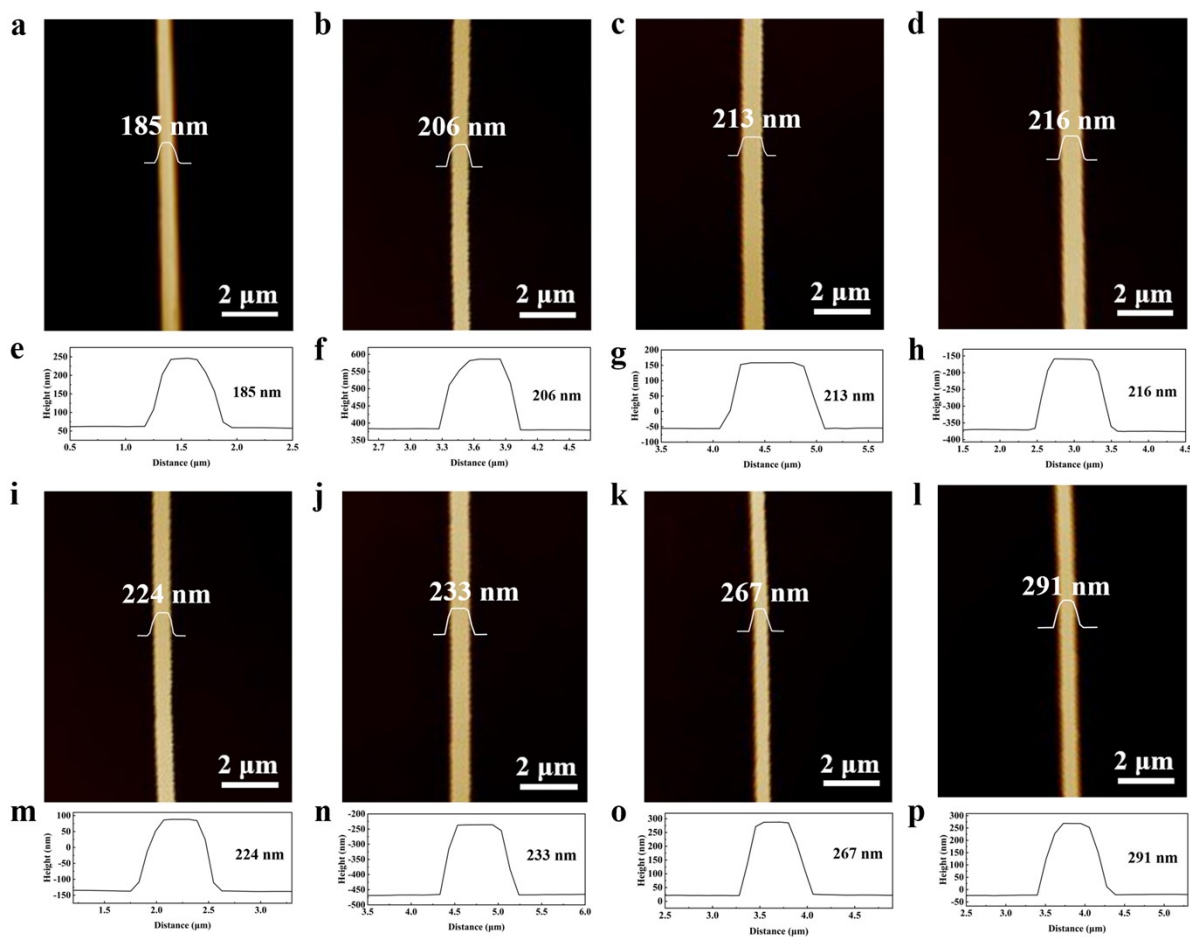 a
185 nm
2 μm
b
206 nm
2 μm
c
213 nm
2 μm
d
216 nm
2 μm
e
Height (nm)
250
200
150
100
50
185 nm
0.5 1.0 1.5 2.0 2.5
Distance (μm)
f
Height (nm)
600
550
500
450
400
350
206 nm
2.7 3.0 3.3 3.6 3.9 4.2 4.5
Distance (μm)
g
Height (nm)
200
150
100
50
0
-50
-100
213 nm
3.5 4.0 4.5 5.0 5.5
Distance (μm)
h
Height (nm)
-150
-200
-250
-300
-350
-400
216 nm
1.5 2.0 2.5 3.0 3.5 4.0 4.5
Distance (μm)
i
224 nm
2 μm
j
233 nm
2 μm
k
267 nm
2 μm
l
291 nm
2 μm
m
Height (nm)
100
50
0
-50
-100
-150
224 nm
1.5 2.0 2.5 3.0
Distance (μm)
n
Height (nm)
-200
-250
-300
-350
-400
-450
-500
233 nm
3.5 4.0 4.5 5.0 5.5 6.0
Distance (μm)
o
Height (nm)
300
250
200
150
100
50
0
267 nm
2.5 3.0 3.5 4.0 4.5
Distance (μm)
p
Height (nm)
300
250
200
150
100
50
0
-50
291 nm
2.5 3.0 3.5 4.0 4.5 5.0
Distance (μm)